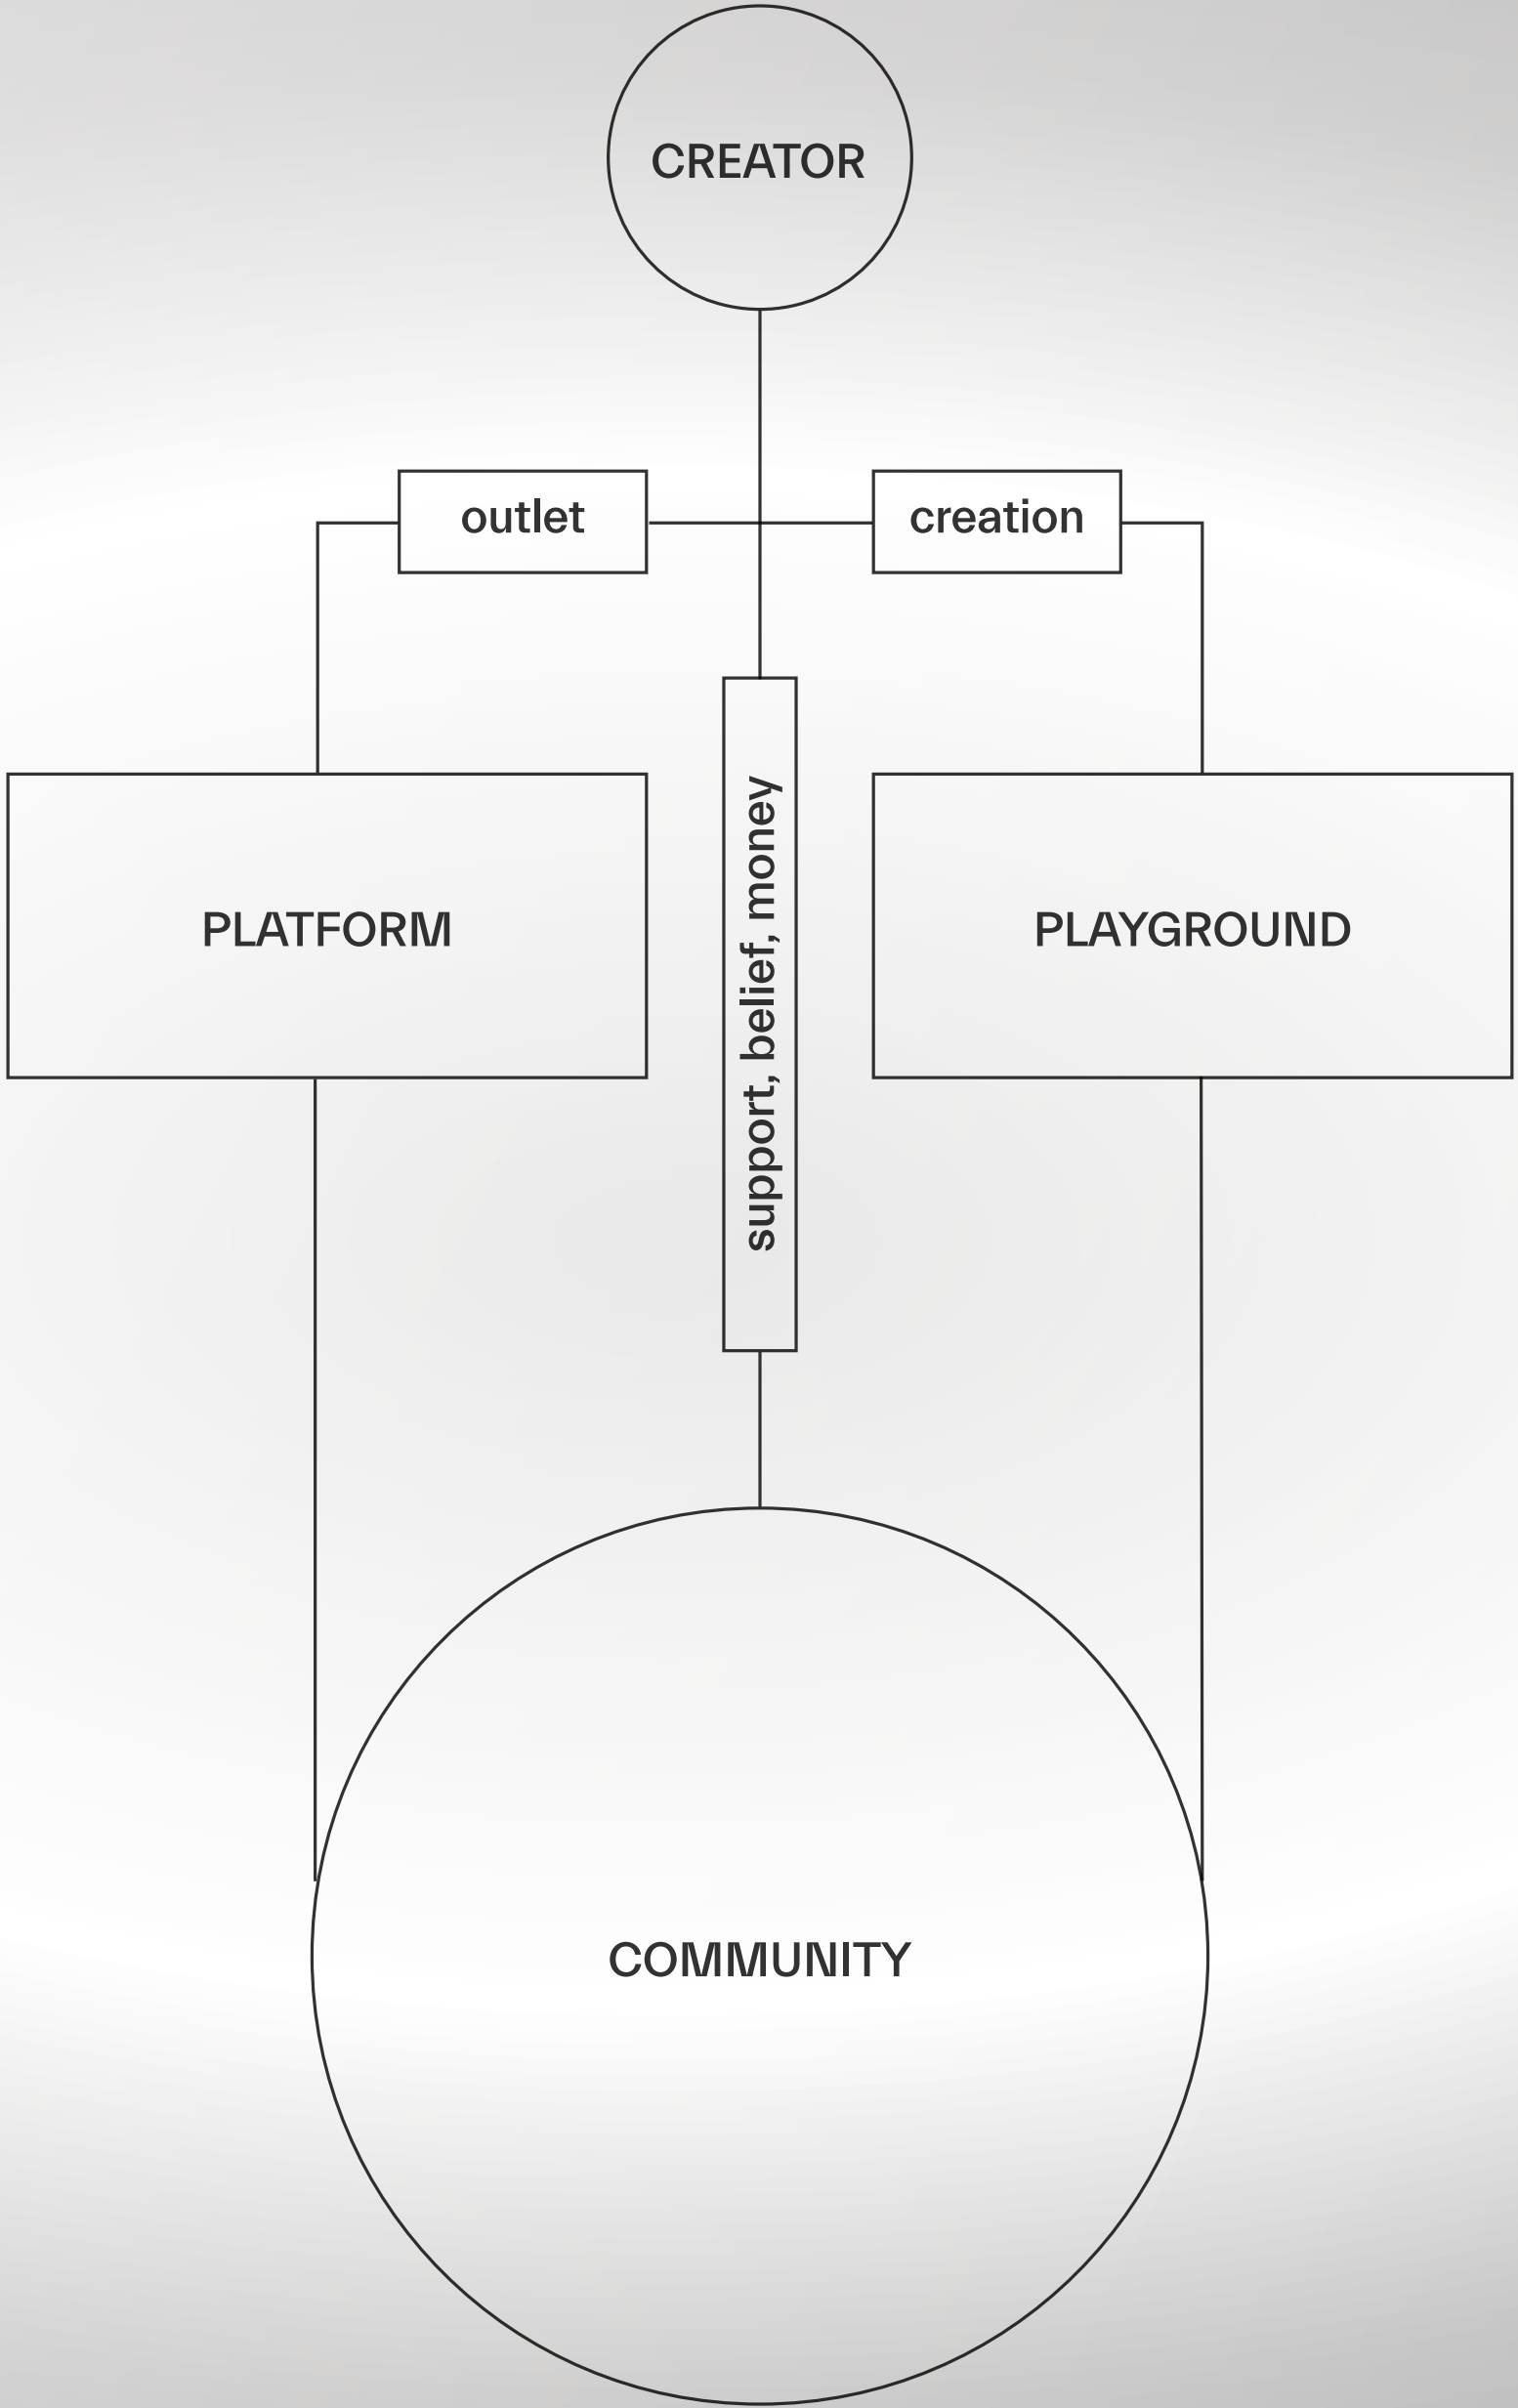 CREATOR
outlet
creation
support, belief, money
PLATFORM
PLAYGROUND
COMMUNITY